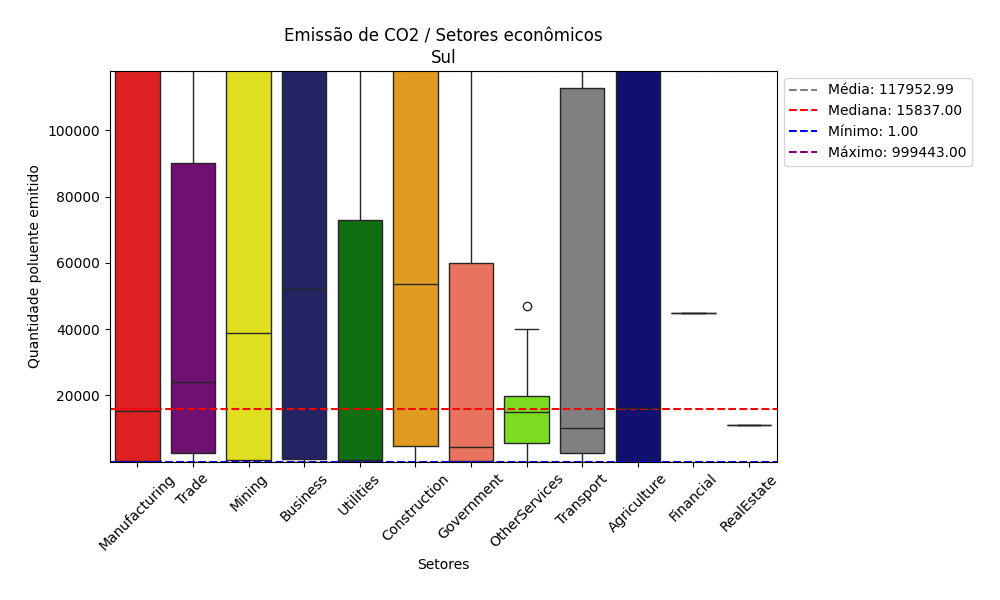 Emissão de CO2 / Setores econômicos
Sul
Média: 117952.99
Mediana: 15837.00
Mínimo: 1.00
Máximo: 999443.00
Quantidade poluente emitido
100000
80000
60000
40000
20000
Manufacturing
Trade
Mining
Business
Utilities
Construction
Government
OtherServices
Transport
Agriculture
Financial
RealEstate
Setores